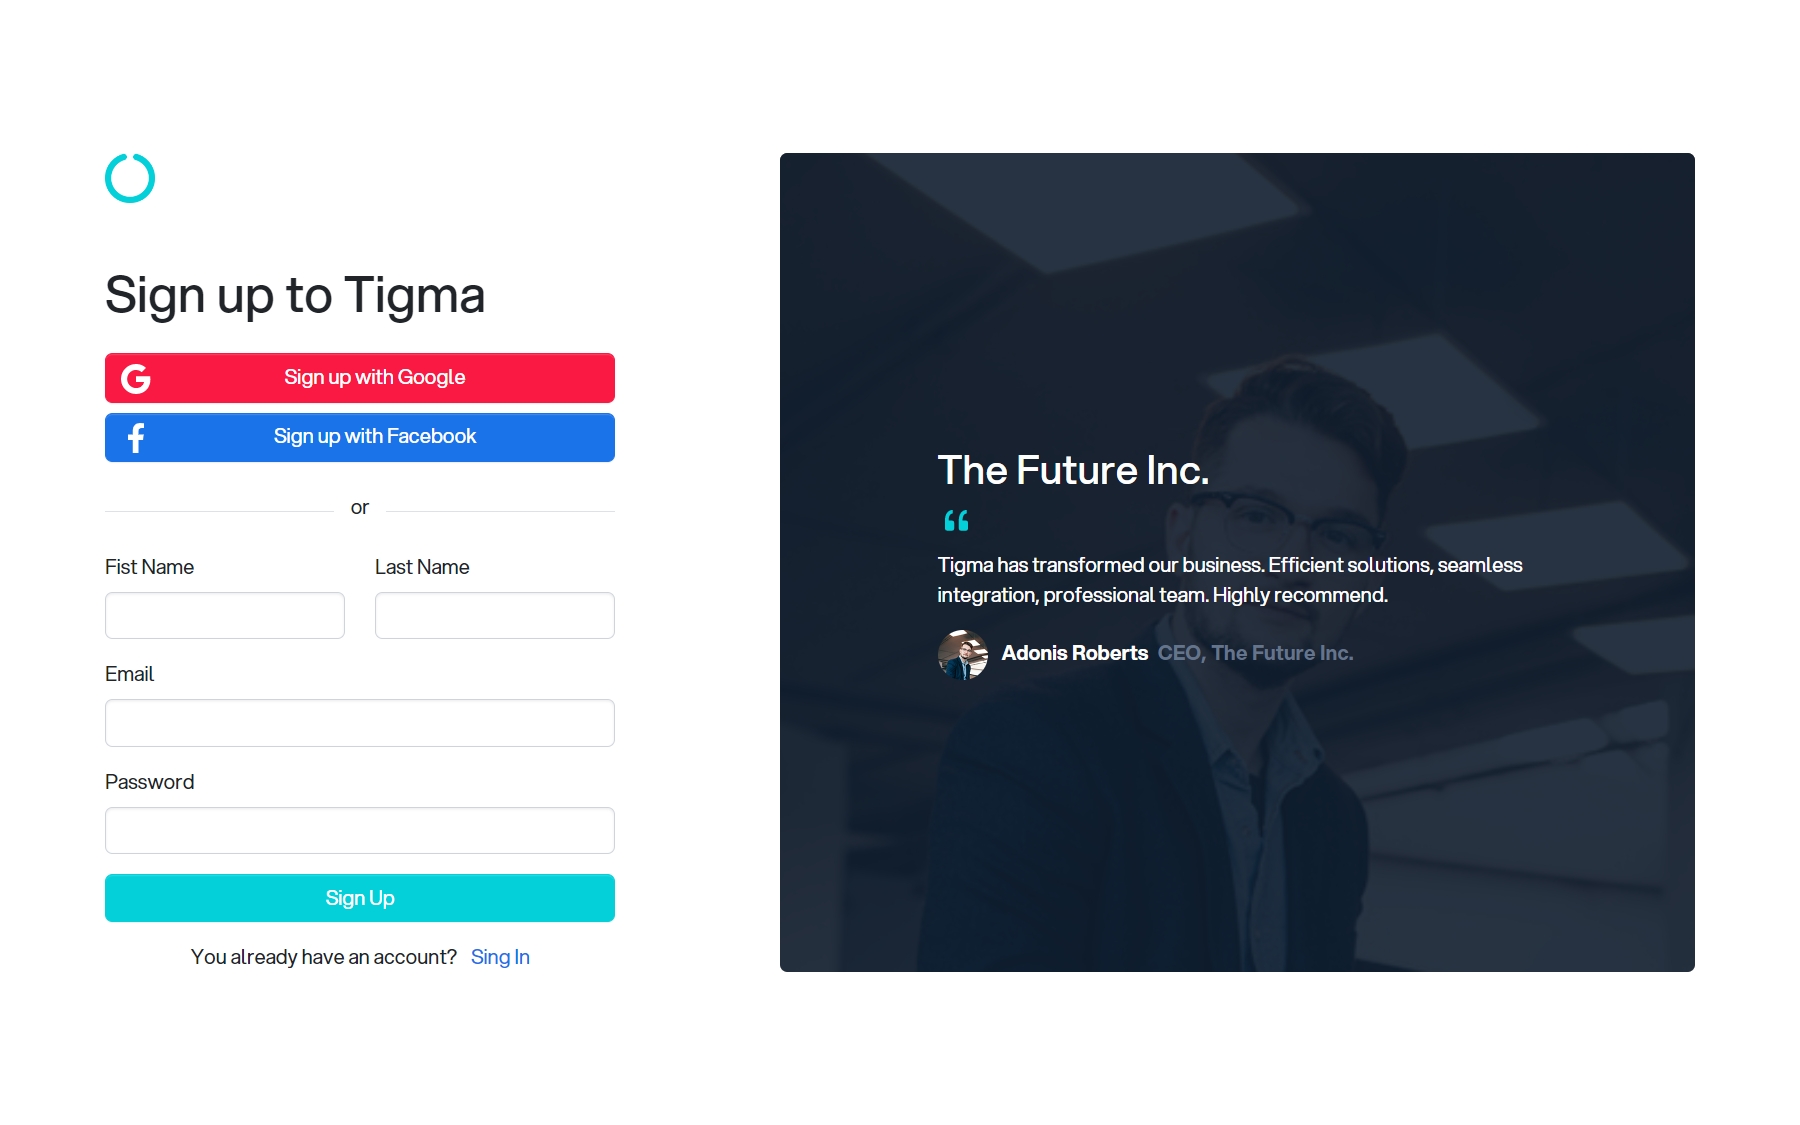 Sign up to Tigma
Sign up with Google
Sign up with Facebook
or
Fist Name
Last Name
Email
Password
Sign Up
You already have an account? Sing In
The Future Inc.
“
Tigma has transformed our business. Efficient solutions, seamless
integration, professional team. Highly recommend.
Adonis Roberts CEO, The Future Inc.